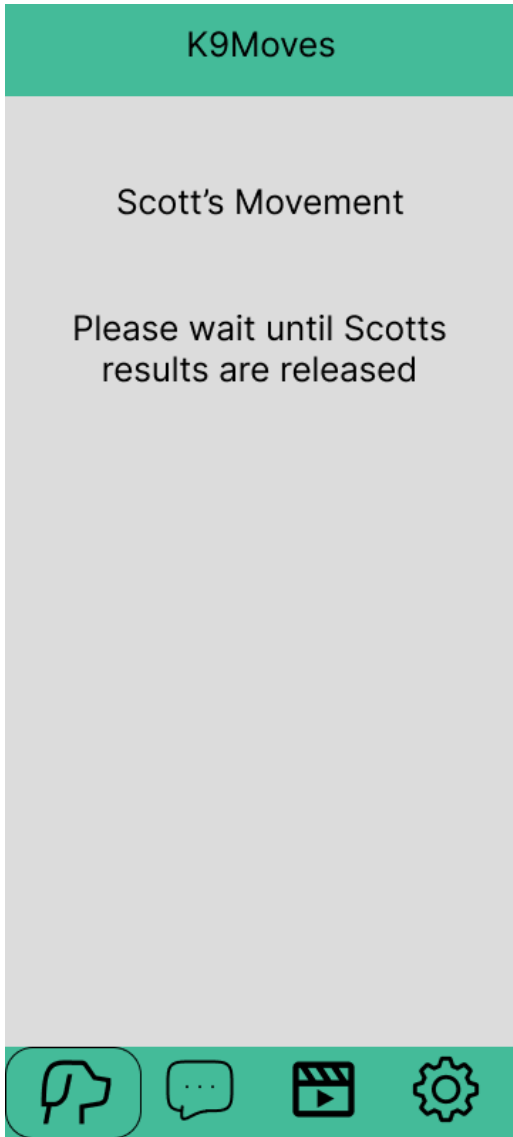 K9Moves
Scott’s Movement
Please wait until Scotts
results are released